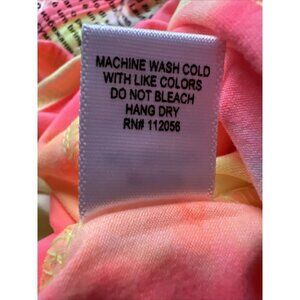 MACHINE WASH COLD
WITH LIKE COLORS
DO NOT BLEACH
HANG DRY
RN# 112056